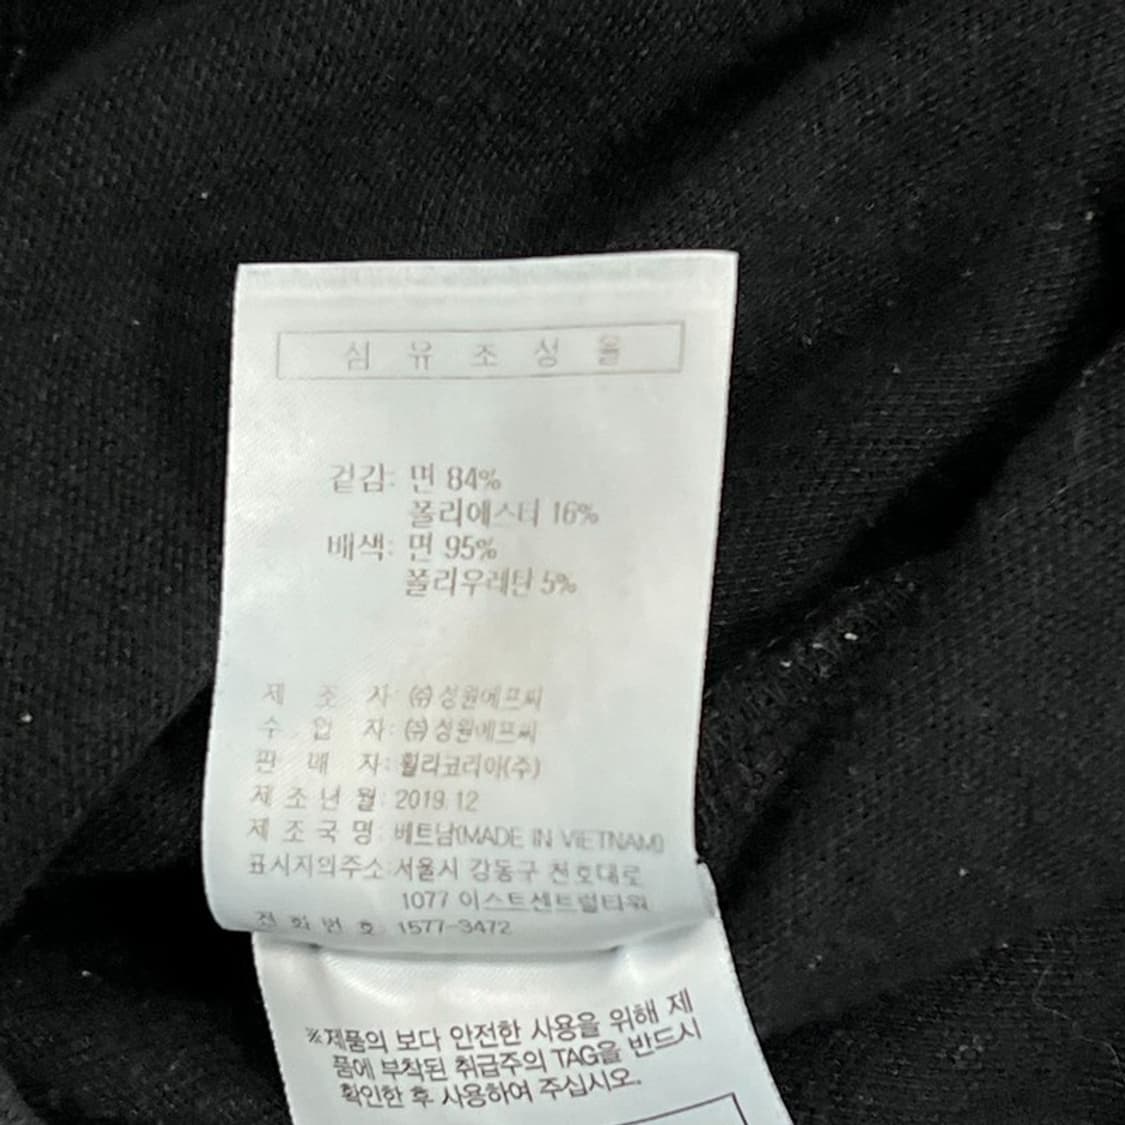 섬 유 조 성 율
겉감: 면 84%
폴리에스터 16%
배색: 면 95%
폴리우레탄 5%
제 조 자: ㈜성원에프씨
수 입 자: ㈜성원에프씨
판 매 자: 휠라코리아(주)
제 조 년 월: 2019.12
제 조 국 명: 베트남(MADE IN VIETNAM)
표시지의주소:서울시 강동구 천호대로
1077 이스트센트럴타워
전 화 번 호 1577-3472
※제품의 보다 안전한 사용을 위해 제
품에 부착된 취급주의 TAG을 반드시
확인한 후 사용하여 주십시오.